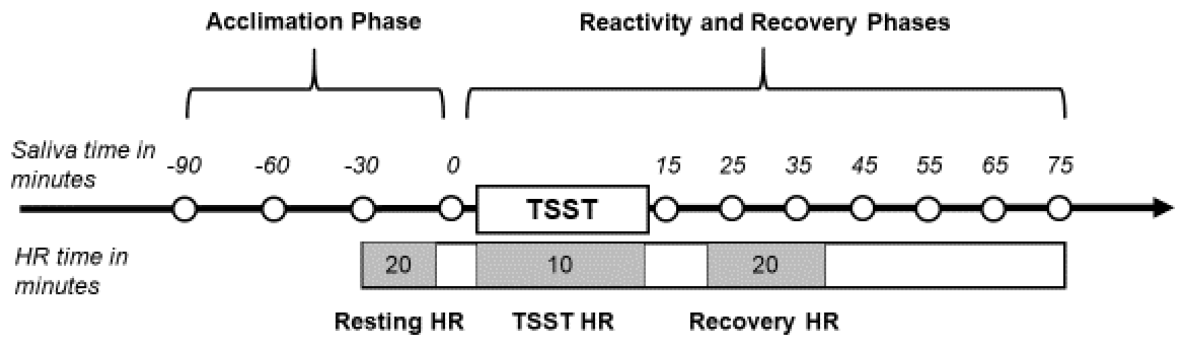 Acclimation Phase
Reactivity and Recovery Phases
Saliva time in
minutes
-90 -60 -30 0 15 25 35 45 55 65 75
TSST
HR time in
minutes
20 10 20
Resting HR TSST HR Recovery HR